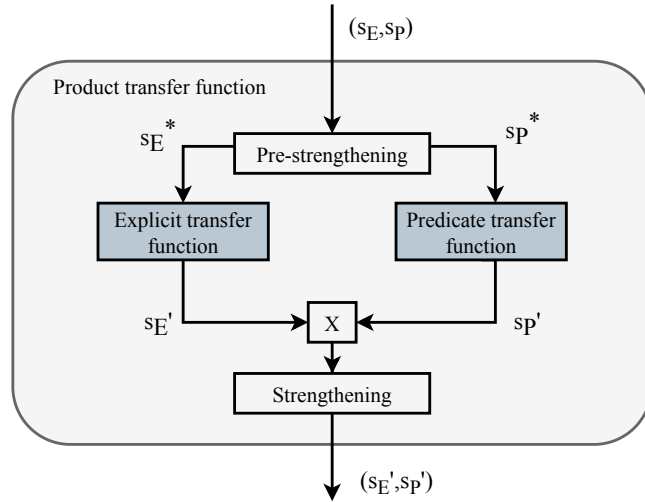 (sE,sP)
Product transfer function
sE*
sP*
Pre-strengthening
Explicit transfer
function
Predicate transfer
function
sE'
X
sP'
Strengthening
(sE',sP')